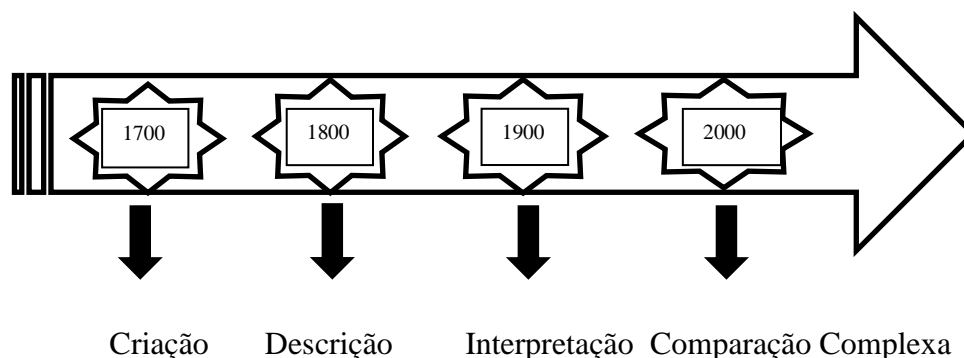 1700 1800 1900 2000
Criação Descrição Interpretação Comparação Complexa